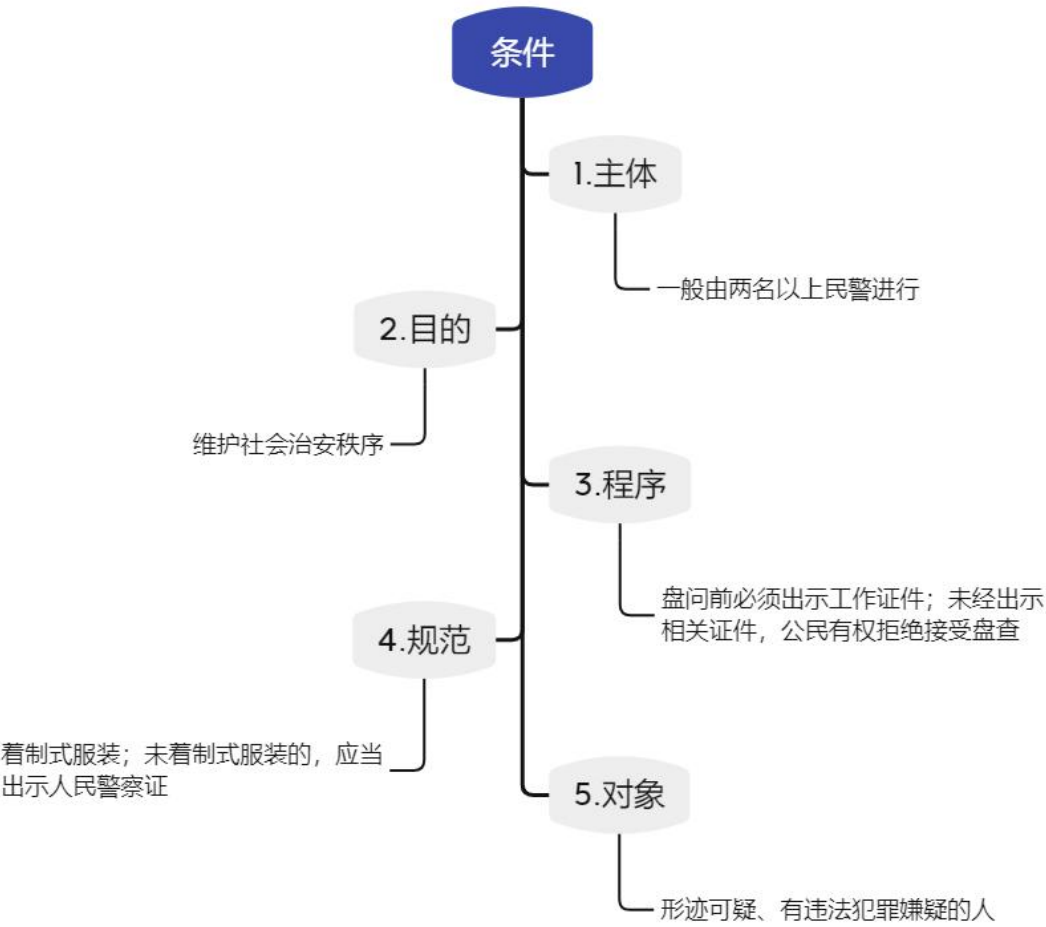 条件
1.主体
一般由两名以上民警进行
2.目的
维护社会治安秩序
3.程序
盘问前必须出示工作证件；未经出示
相关证件，公民有权拒绝接受盘查
4.规范
着制式服装；未着制式服装的，应当
出示人民警察证
5.对象
形迹可疑、有违法犯罪嫌疑的人